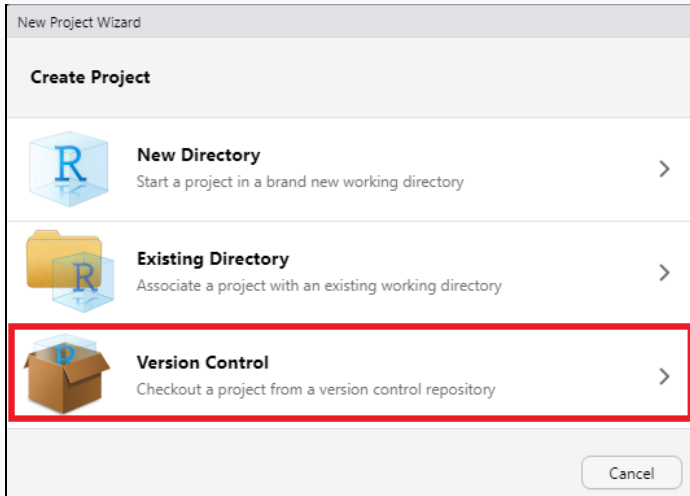 New Project Wizard
Create Project
New Directory
Start a project in a brand new working directory
Existing Directory
Associate a project with an existing working directory
Version Control
Checkout a project from a version control repository
Cancel